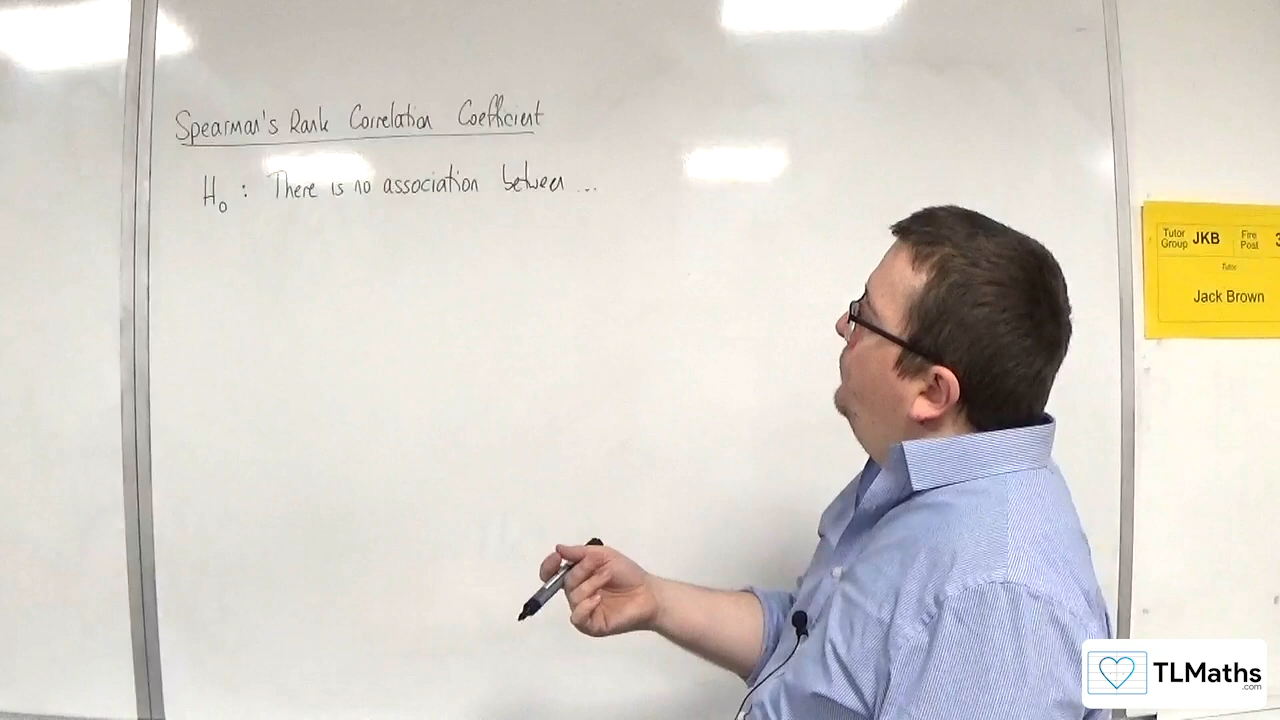 Spearman's Rank Correlation Coefficient
H₀ : There is no association between ...
Tutor Group JKB Fire Post 3
Tutor
Jack Brown
TLMaths
.com